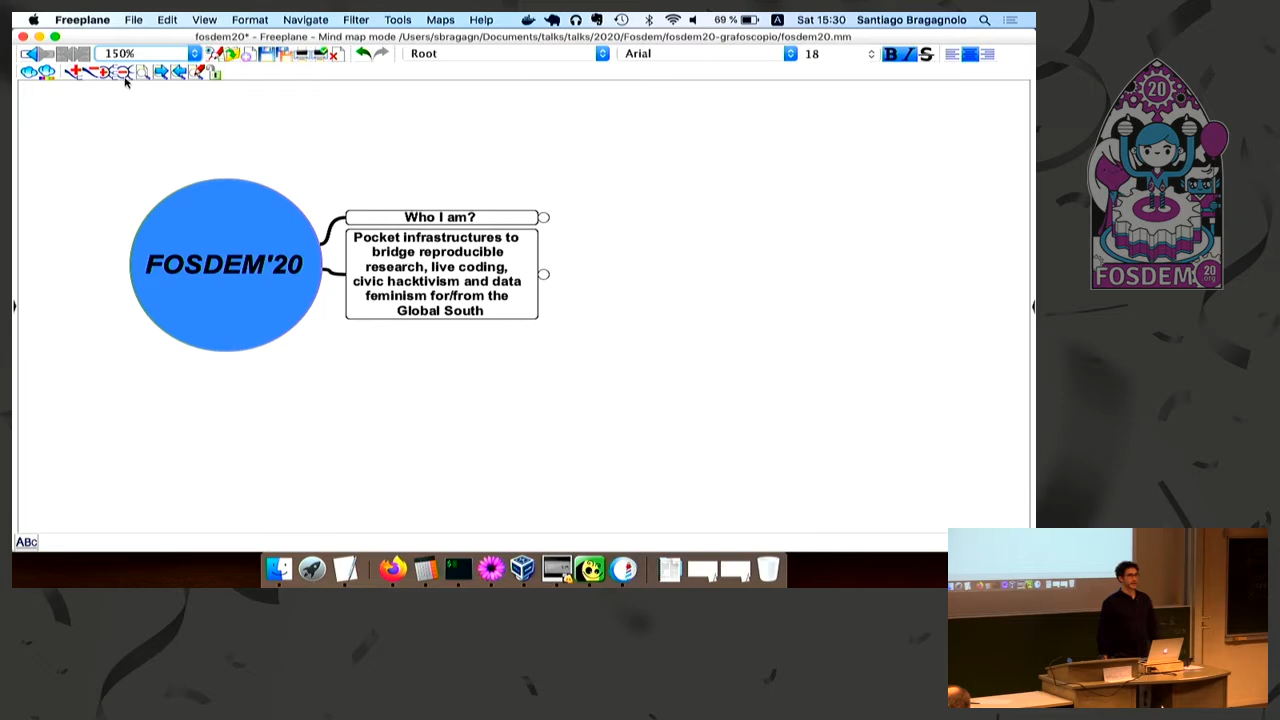 Freeplane File Edit View Format Navigate Filter Tools Maps Help 69 % A Sat 15:30 Santiago Bragagnolo
fosdem20* - Freeplane - Mind map mode /Users/sbragagn/Documents/talks/talks/2020/Fosdem/fosdem20-grafoscopio/fosdem20.mm
150% Root Arial 18 B I S
FOSDEM'20
Who I am?
Pocket infrastructures to
bridge reproducible
research, live coding,
civic hacktivism and data
feminism for/from the
Global South
ABc
20
FOSDEM 20
.org